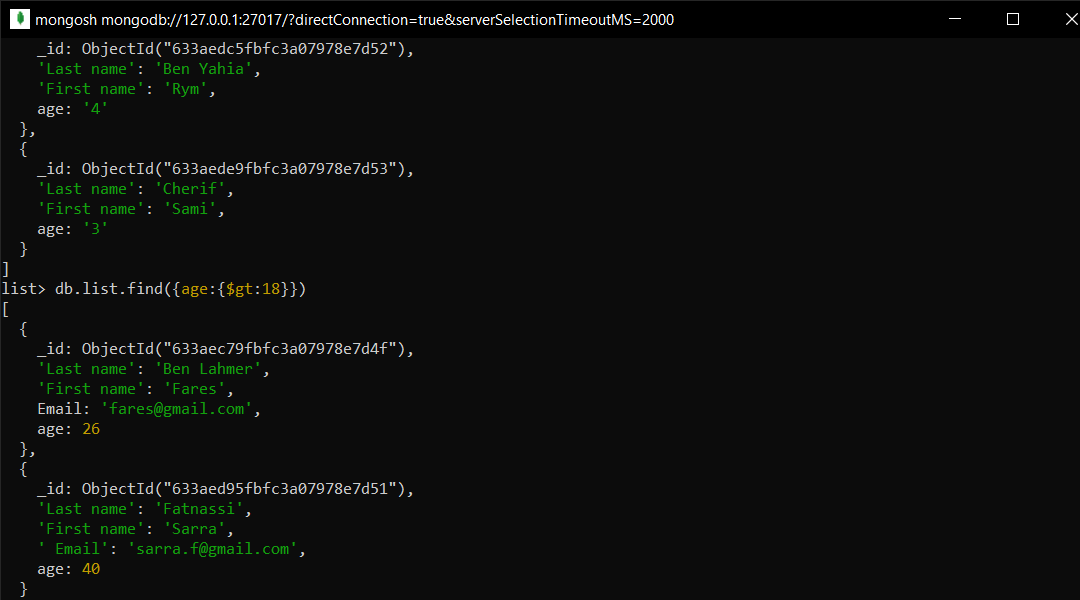 mongosh mongodb://127.0.0.1:27017/?directConnection=true&serverSelectionTimeoutMS=2000
    _id: ObjectId("633aedc5fbfc3a07978e7d52"),
    'Last name': 'Ben Yahia',
    'First name': 'Rym',
    age: '4'
  },
  {
    _id: ObjectId("633aede9fbfc3a07978e7d53"),
    'Last name': 'Cherif',
    'First name': 'Sami',
    age: '3'
  }
]
list> db.list.find({age:{$gt:18}})
[
  {
    _id: ObjectId("633aec79fbfc3a07978e7d4f"),
    'Last name': 'Ben Lahmer',
    'First name': 'Fares',
    Email: 'fares@gmail.com',
    age: 26
  },
  {
    _id: ObjectId("633aed95fbfc3a07978e7d51"),
    'Last name': 'Fatnassi',
    'First name': 'Sarra',
    ' Email': 'sarra.f@gmail.com',
    age: 40
  }